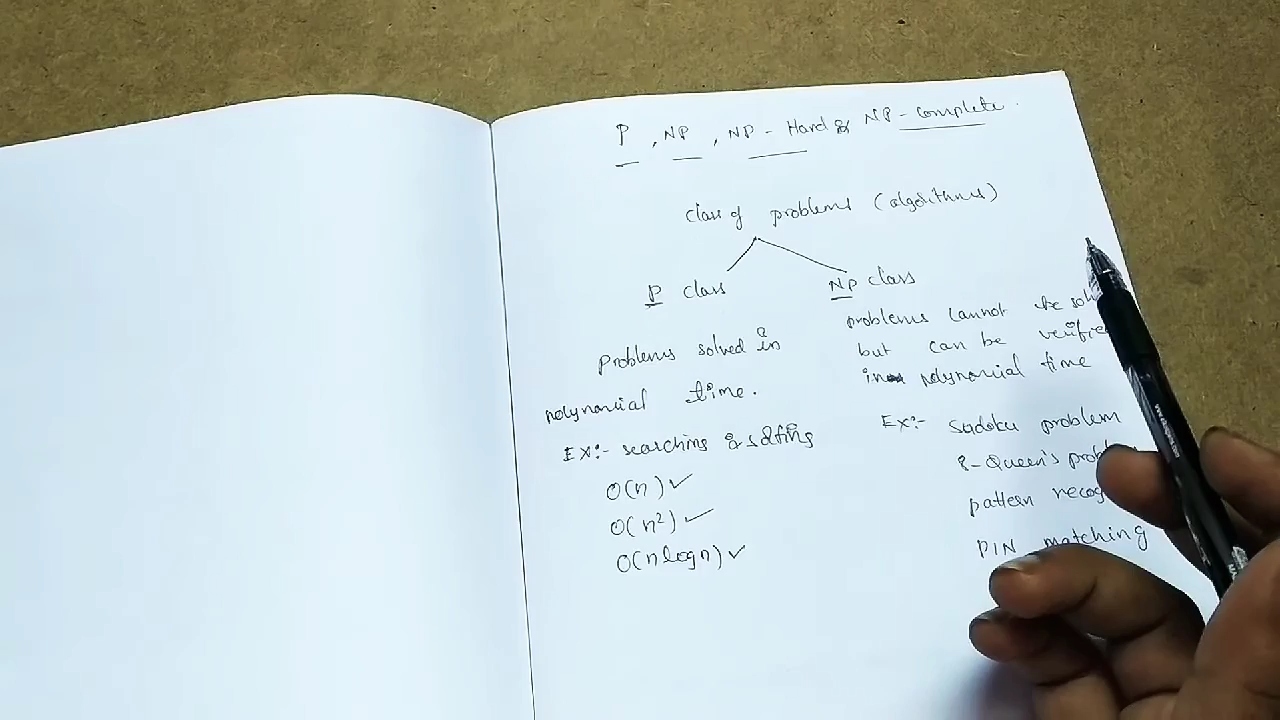 P, NP, NP - Hard & NP - Complete.
class of problems (algorithms)
P class
NP class
problems solved in
polynomial time.
Ex:- searching & sorting
O(n) ✓
O(n²) ✓
O(n log n) ✓
problems cannot be
but can be
in polynomial time
Ex:- Sudoku problem
8-Queen's
pattern
PIN matching